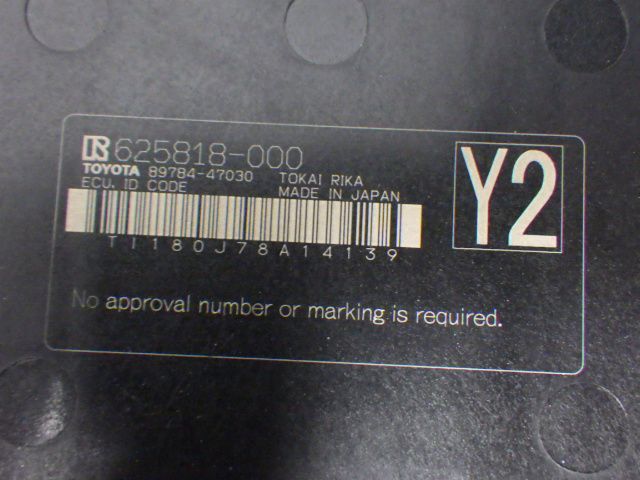 625818-000
TOYOTA 89784-47030 TOKAI RIKA
ECU. ID CODE MADE IN JAPAN
Y2
TI180J78A14139
No approval number or marking is required.